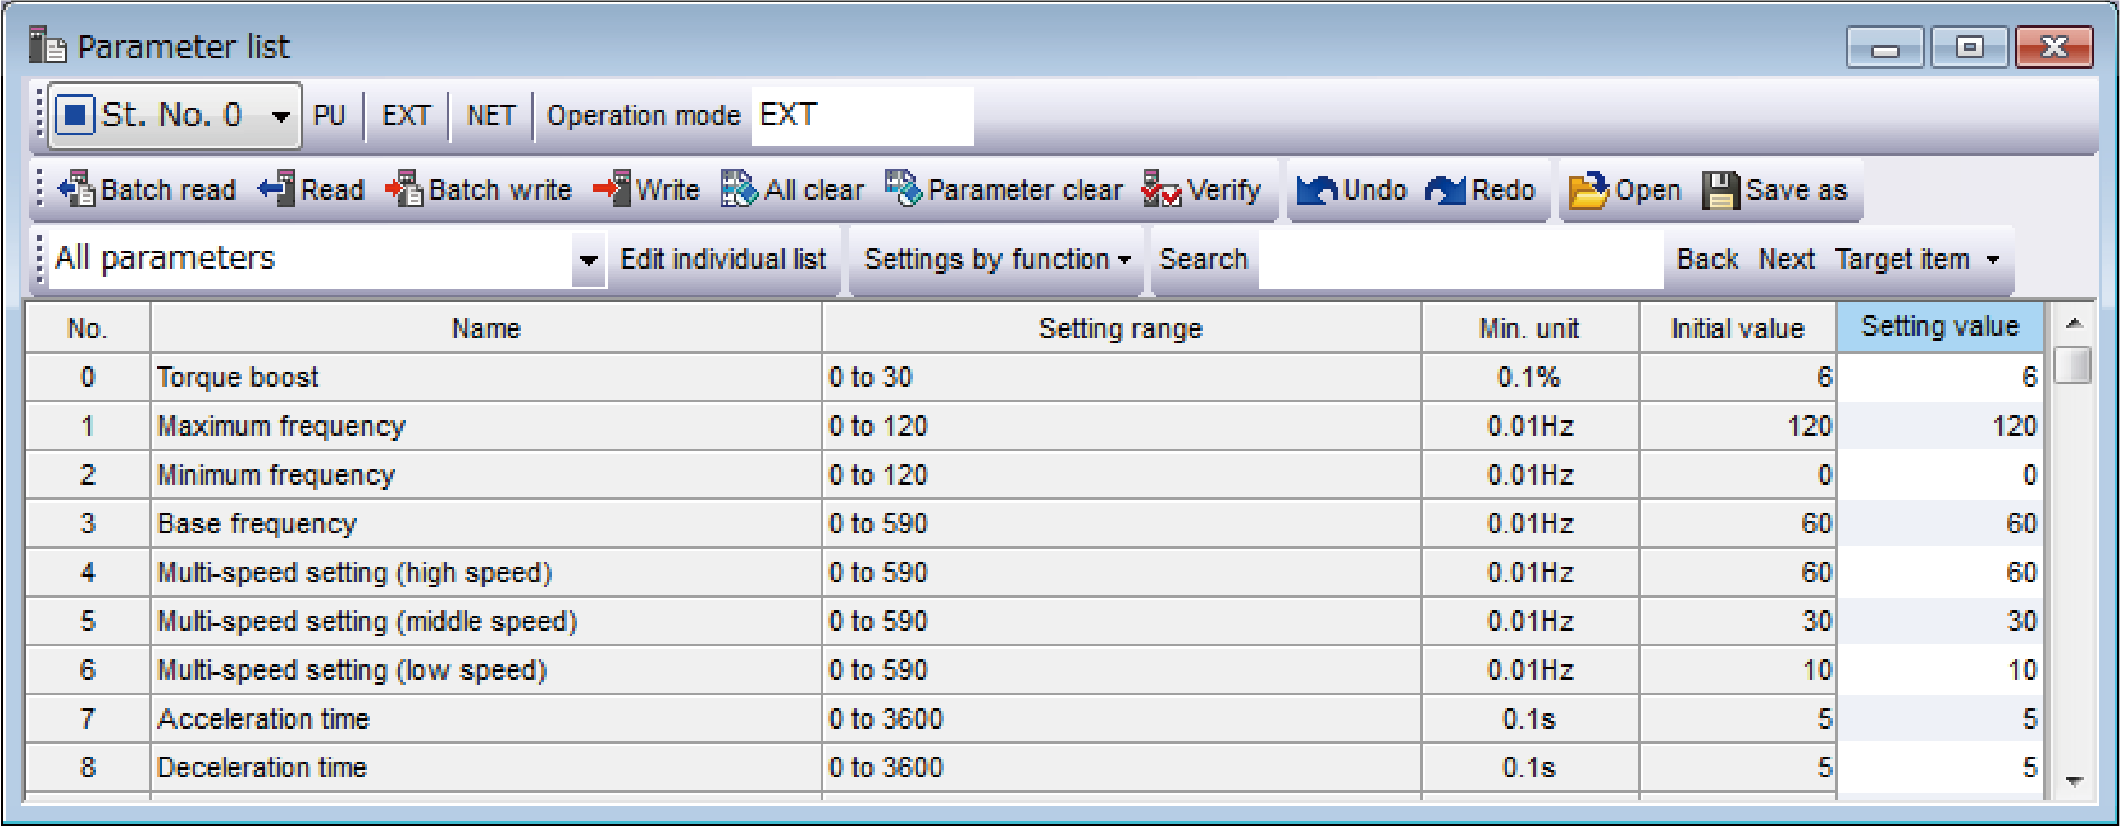 Parameter list
St. No. 0 PU EXT NET Operation mode EXT
Batch read Read Batch write Write All clear Parameter clear Verify Undo Redo Open Save as
All parameters Edit individual list Settings by function Search Back Next Target item
No. Name Setting range Min. unit Initial value Setting value
0 Torque boost 0 to 30 0.1% 6 6
1 Maximum frequency 0 to 120 0.01Hz 120 120
2 Minimum frequency 0 to 120 0.01Hz 0 0
3 Base frequency 0 to 590 0.01Hz 60 60
4 Multi-speed setting (high speed) 0 to 590 0.01Hz 60 60
5 Multi-speed setting (middle speed) 0 to 590 0.01Hz 30 30
6 Multi-speed setting (low speed) 0 to 590 0.01Hz 10 10
7 Acceleration time 0 to 3600 0.1s 5 5
8 Deceleration time 0 to 3600 0.1s 5 5